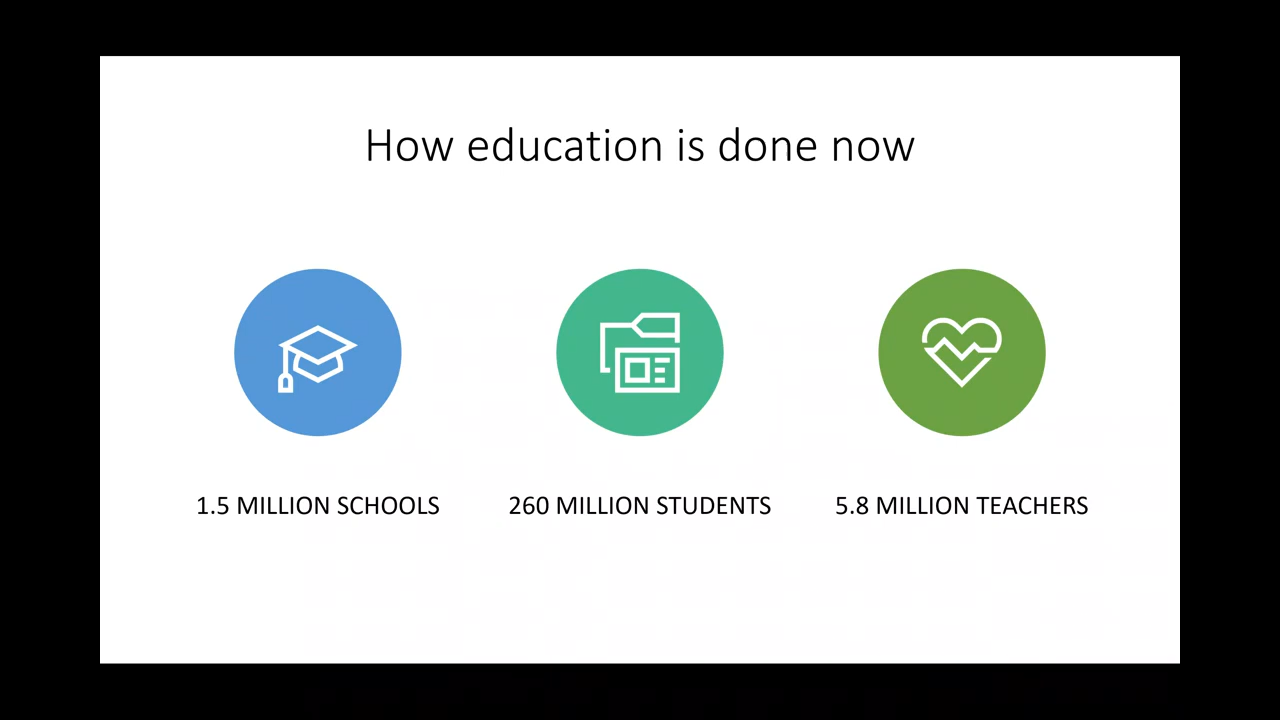 How education is done now
1.5 MILLION SCHOOLS
260 MILLION STUDENTS
5.8 MILLION TEACHERS